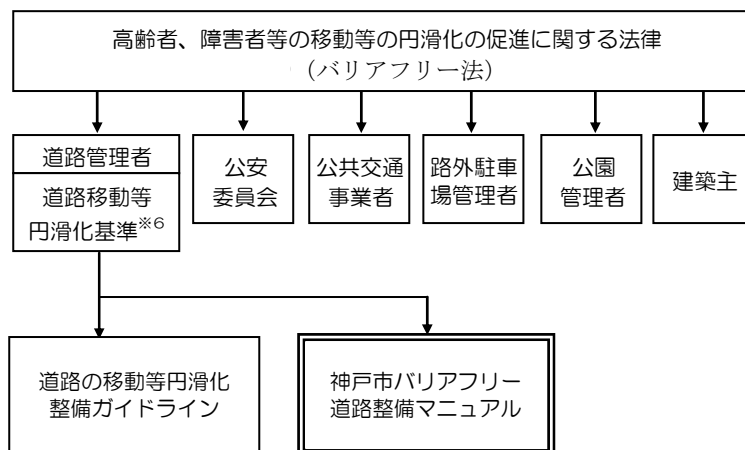 高齢者、障害者等の移動等の円滑化の促進に関する法律
（バリアフリー法）
道路管理者
道路移動等
円滑化基準※6
公安
委員会
公共交通
事業者
路外駐車
場管理者
公園
管理者
建築主
道路の移動等円滑化
整備ガイドライン
神戸市バリアフリー
道路整備マニュアル